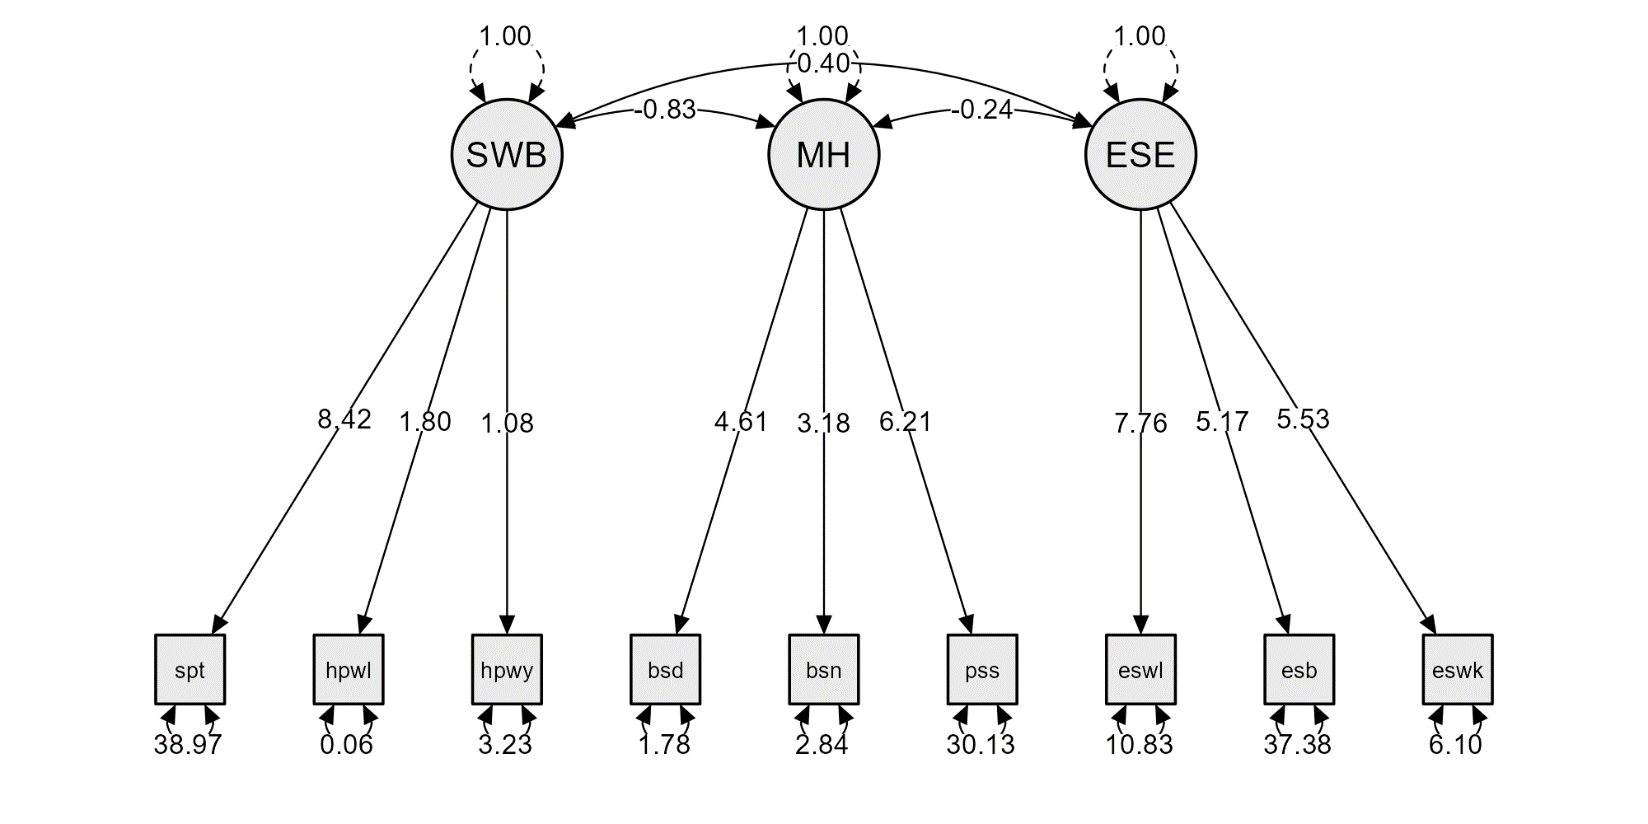 1.00 1.00 1.00
0.40
-0.83 -0.24
SWB MH ESE
8.42 1.80 1.08 4.61 3.18 6.21 7.76 5.17 5.53
spt hpwl hpwy bsd bsn pss eswl esb eswk
38.97 0.06 3.23 1.78 2.84 30.13 10.83 37.38 6.10